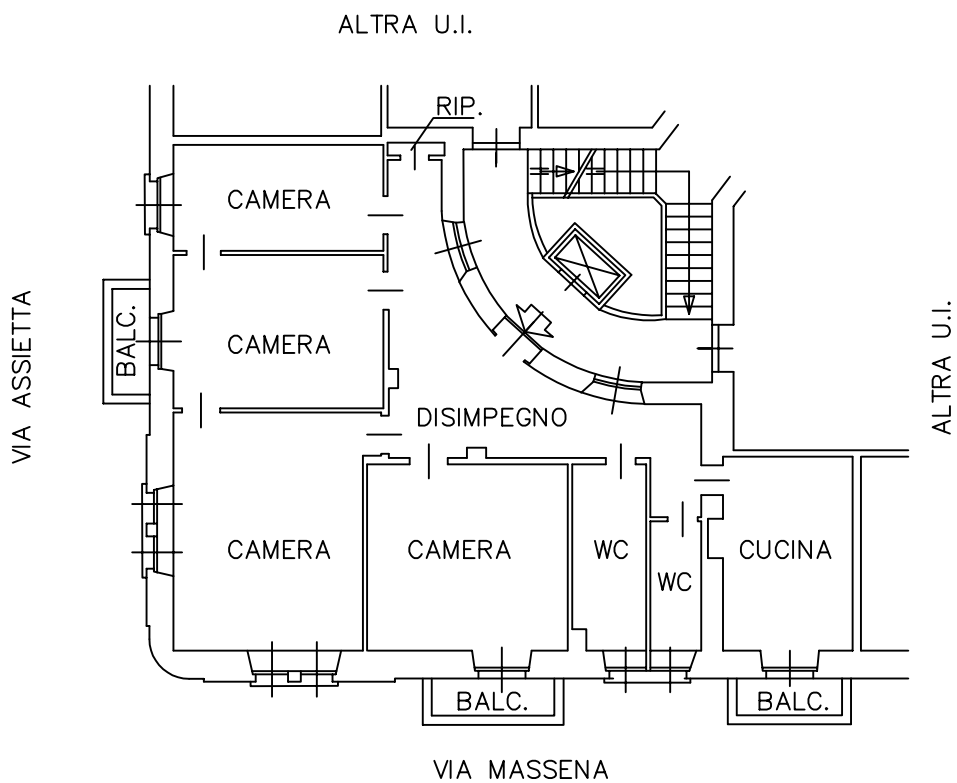 ALTRA U.I.
RIP.
CAMERA
VIA ASSIETTA
BALC.
CAMERA
ALTRA U.I.
DISIMPEGNO
CAMERA
CAMERA
WC
WC
CUCINA
BALC.
BALC.
VIA MASSENA